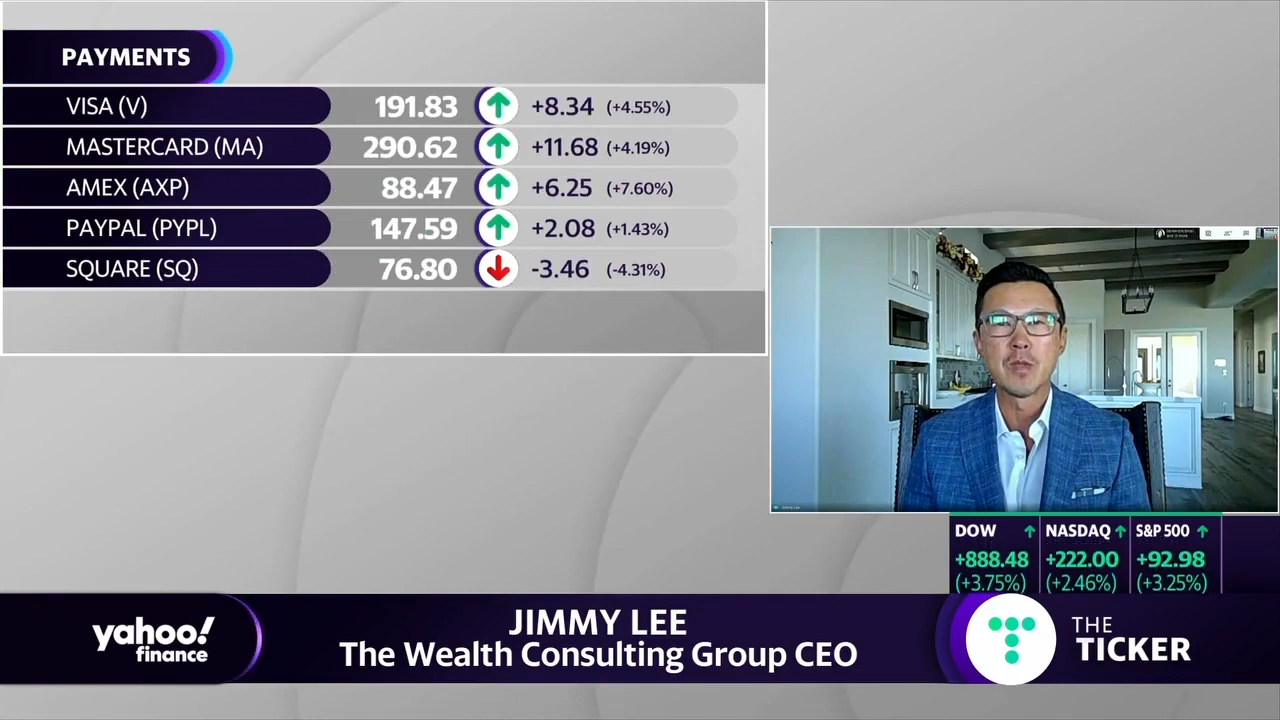 PAYMENTS
VISA (V) 191.83 +8.34 (+4.55%)
MASTERCARD (MA) 290.62 +11.68 (+4.19%)
AMEX (AXP) 88.47 +6.25 (+7.60%)
PAYPAL (PYPL) 147.59 +2.08 (+1.43%)
SQUARE (SQ) 76.80 -3.46 (-4.31%)
Jimmy Lee
DOW NASDAQ S&P 500
+888.48 +222.00 +92.98
(+3.75%) (+2.46%) (+3.25%)
yahoo!
finance
JIMMY LEE
The Wealth Consulting Group CEO
THE
TICKER